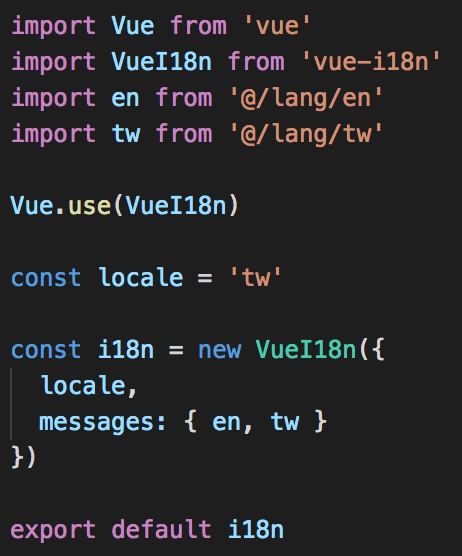 import Vue from 'vue'
import VueI18n from 'vue-i18n'
import en from '@/lang/en'
import tw from '@/lang/tw'
Vue.use(VueI18n)
const locale = 'tw'
const i18n = new VueI18n({
locale,
messages: { en, tw }
})
export default i18n